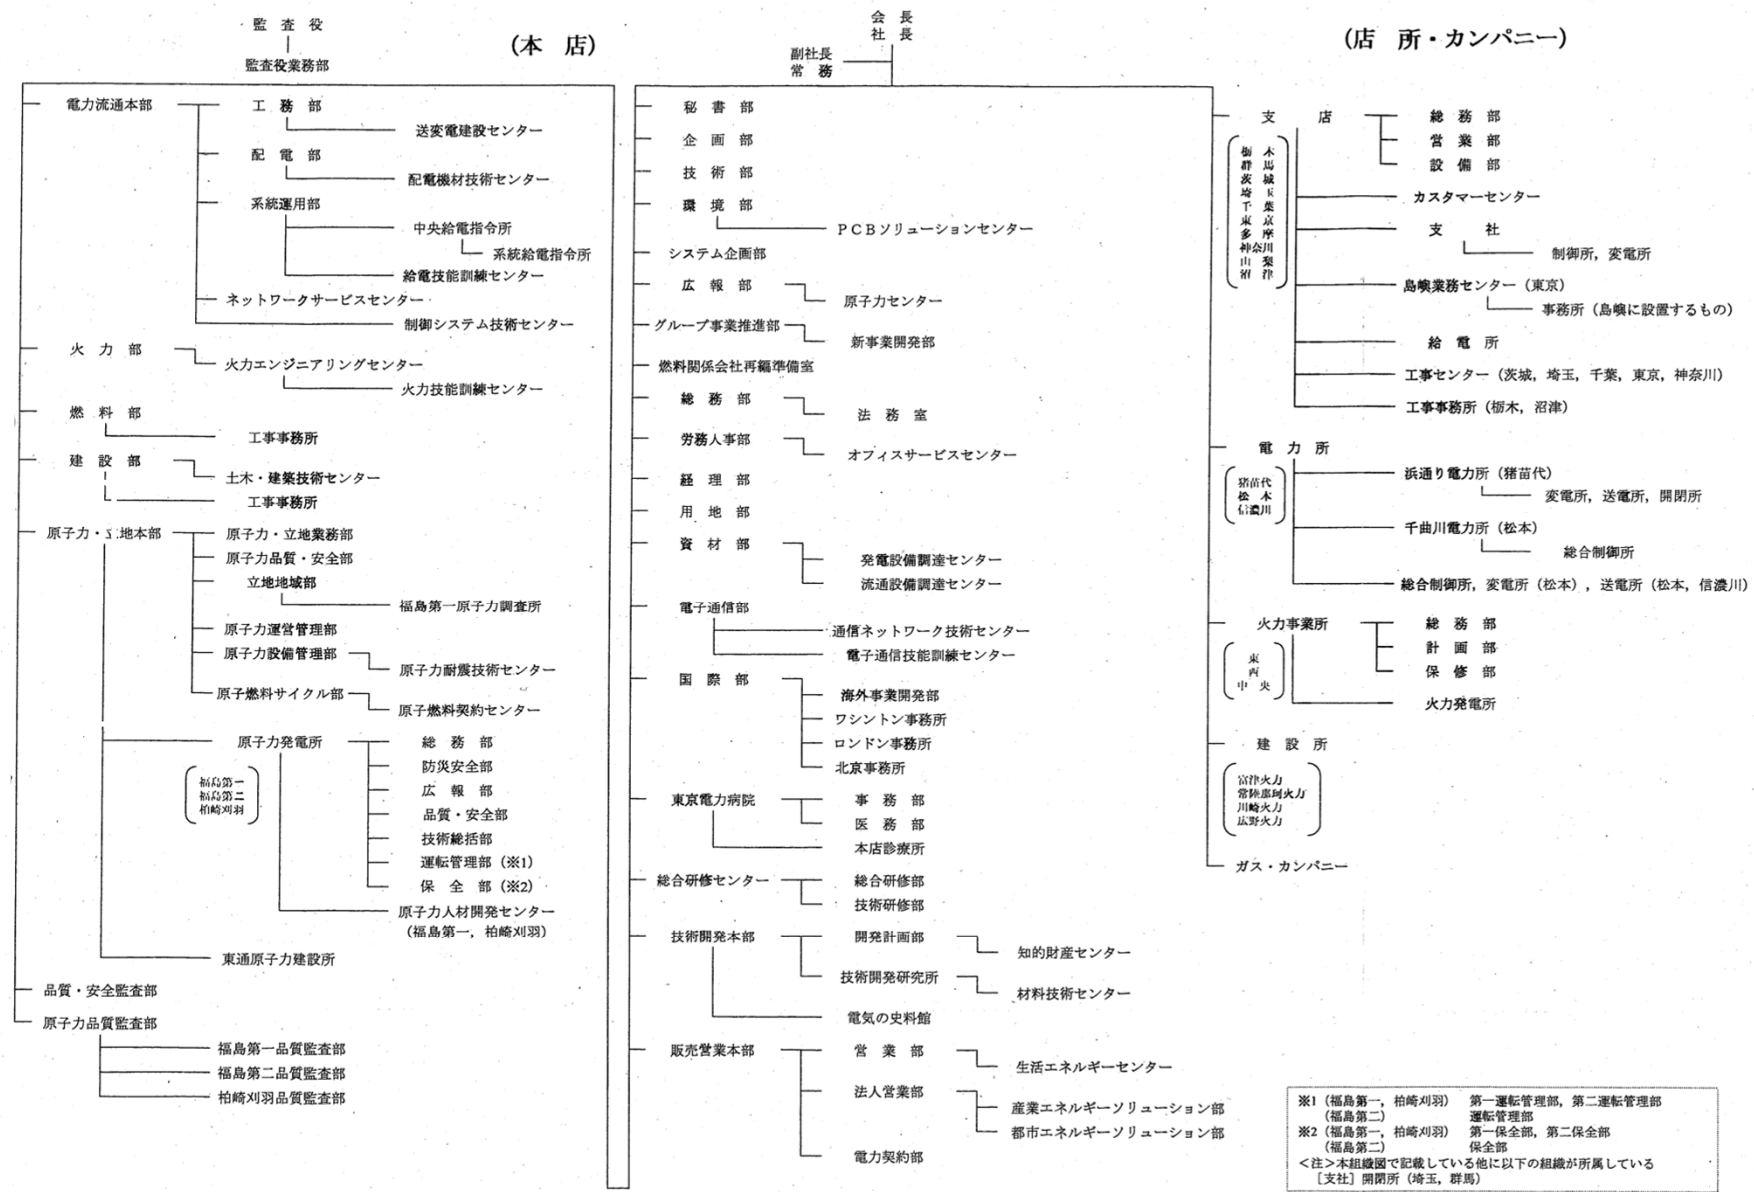 監査役
監査役業務部
(本店)
会長
社長
副社長
常務
(店所・カンパニー)
電力流通本部
工務部
送変電建設センター
配電部
配電機材技術センター
系統運用部
中央給電指令所
系統給電指令所
給電技能訓練センター
ネットワークサービスセンター
制御システム技術センター
火力部
火力エンジニアリングセンター
火力技能訓練センター
燃料部
工事事務所
建設部
土木・建築技術センター
工事事務所
原子力・立地本部
原子力・立地業務部
原子力品質・安全部
立地地域部
福島第一原子力調査所
原子力運営管理部
原子力設備管理部
原子力耐震技術センター
原子燃料サイクル部
原子燃料契約センター
原子力発電所
福島第一
福島第二
柏崎刈羽
総務部
防災安全部
広報部
品質・安全部
技術総括部
運転管理部(※1)
保全部(※2)
原子力人材開発センター
(福島第一,柏崎刈羽)
東通原子力建設所
品質・安全監査部
原子力品質監査部
福島第一品質監査部
福島第二品質監査部
柏崎刈羽品質監査部
秘書部
企画部
技術部
環境部
PCBソリューションセンター
システム企画部
広報部
原子力センター
グループ事業推進部
新事業開発部
燃料関係会社再編準備室
総務部
法務室
労務人事部
オフィスサービスセンター
経理部
用地部
資材部
発電設備調達センター
流通設備調達センター
電子通信部
通信ネットワーク技術センター
電子通信技能訓練センター
国際部
海外事業開発部
ワシントン事務所
ロンドン事務所
北京事務所
東京電力病院
事務部
医務部
本店診療所
総合研修センター
総合研修部
技術研修部
技術開発本部
開発計画部
知的財産センター
技術開発研究所
材料技術センター
電気の史料館
販売営業本部
営業部
生活エネルギーセンター
法人営業部
産業エネルギーソリューション部
都市エネルギーソリューション部
電力契約部
支店
栃木
群馬
茨城
埼玉
千葉
東京
多摩
神奈川
山梨
沼津
総務部
営業部
設備部
カスタマーセンター
支社
制御所,変電所
島嶼業務センター(東京)
事務所(島嶼に設置するもの)
給電所
工事センター(茨城,埼玉,千葉,東京,神奈川)
工事事務所(栃木,沼津)
電力所
猪苗代
松本
信濃川
浜通り電力所(猪苗代)
変電所,送電所,開閉所
千曲川電力所(松本)
総合制御所
総合制御所,変電所(松本),送電所(松本,信濃川)
火力事業所
東
西
中央
総務部
計画部
保修部
火力発電所
建設所
富津火力
常陸那珂火力
川崎火力
広野火力
ガス・カンパニー
※1(福島第一,柏崎刈羽) 第一運転管理部,第二運転管理部
(福島第二) 運転管理部
※2(福島第一,柏崎刈羽) 第一保全部,第二保全部
(福島第二) 保全部
<注>本組織図で記載している他に以下の組織が所属している
[支社]開閉所(埼玉,群馬)